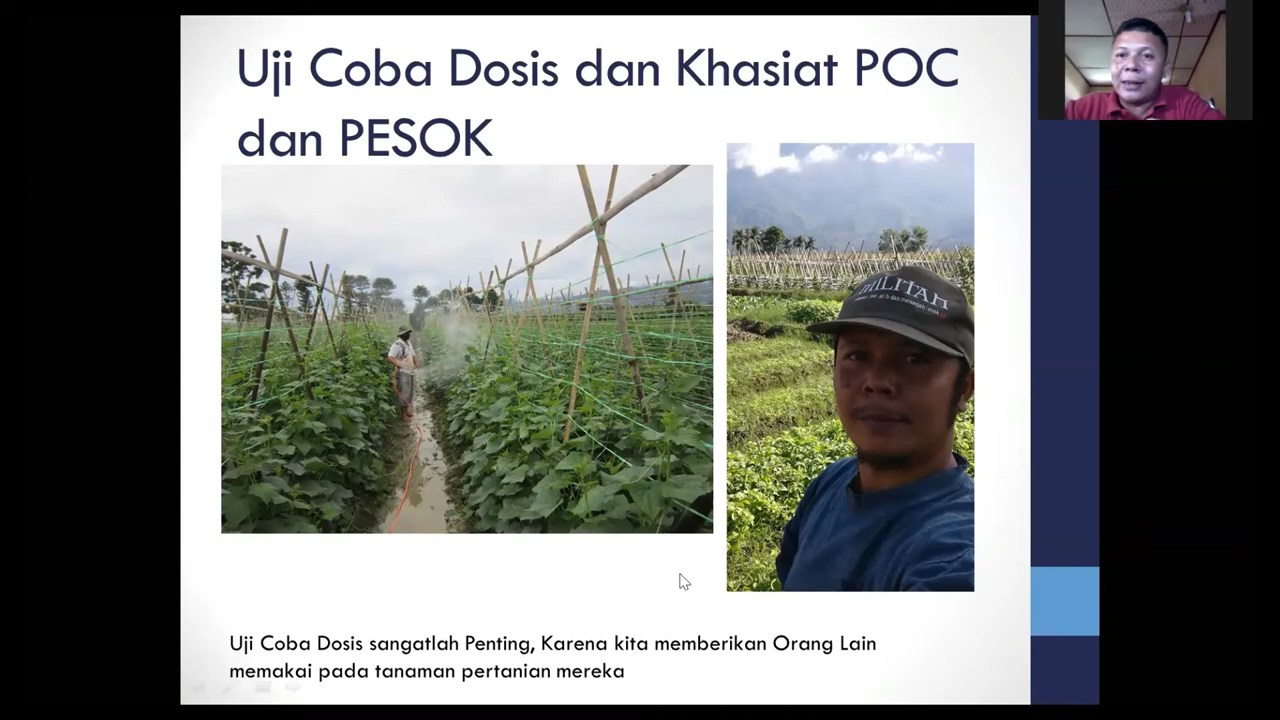 Uji Coba Dosis dan Khasiat POC
dan PESOK
MILITAN
Uji Coba Dosis sangatlah Penting, Karena kita memberikan Orang Lain
memakai pada tanaman pertanian mereka